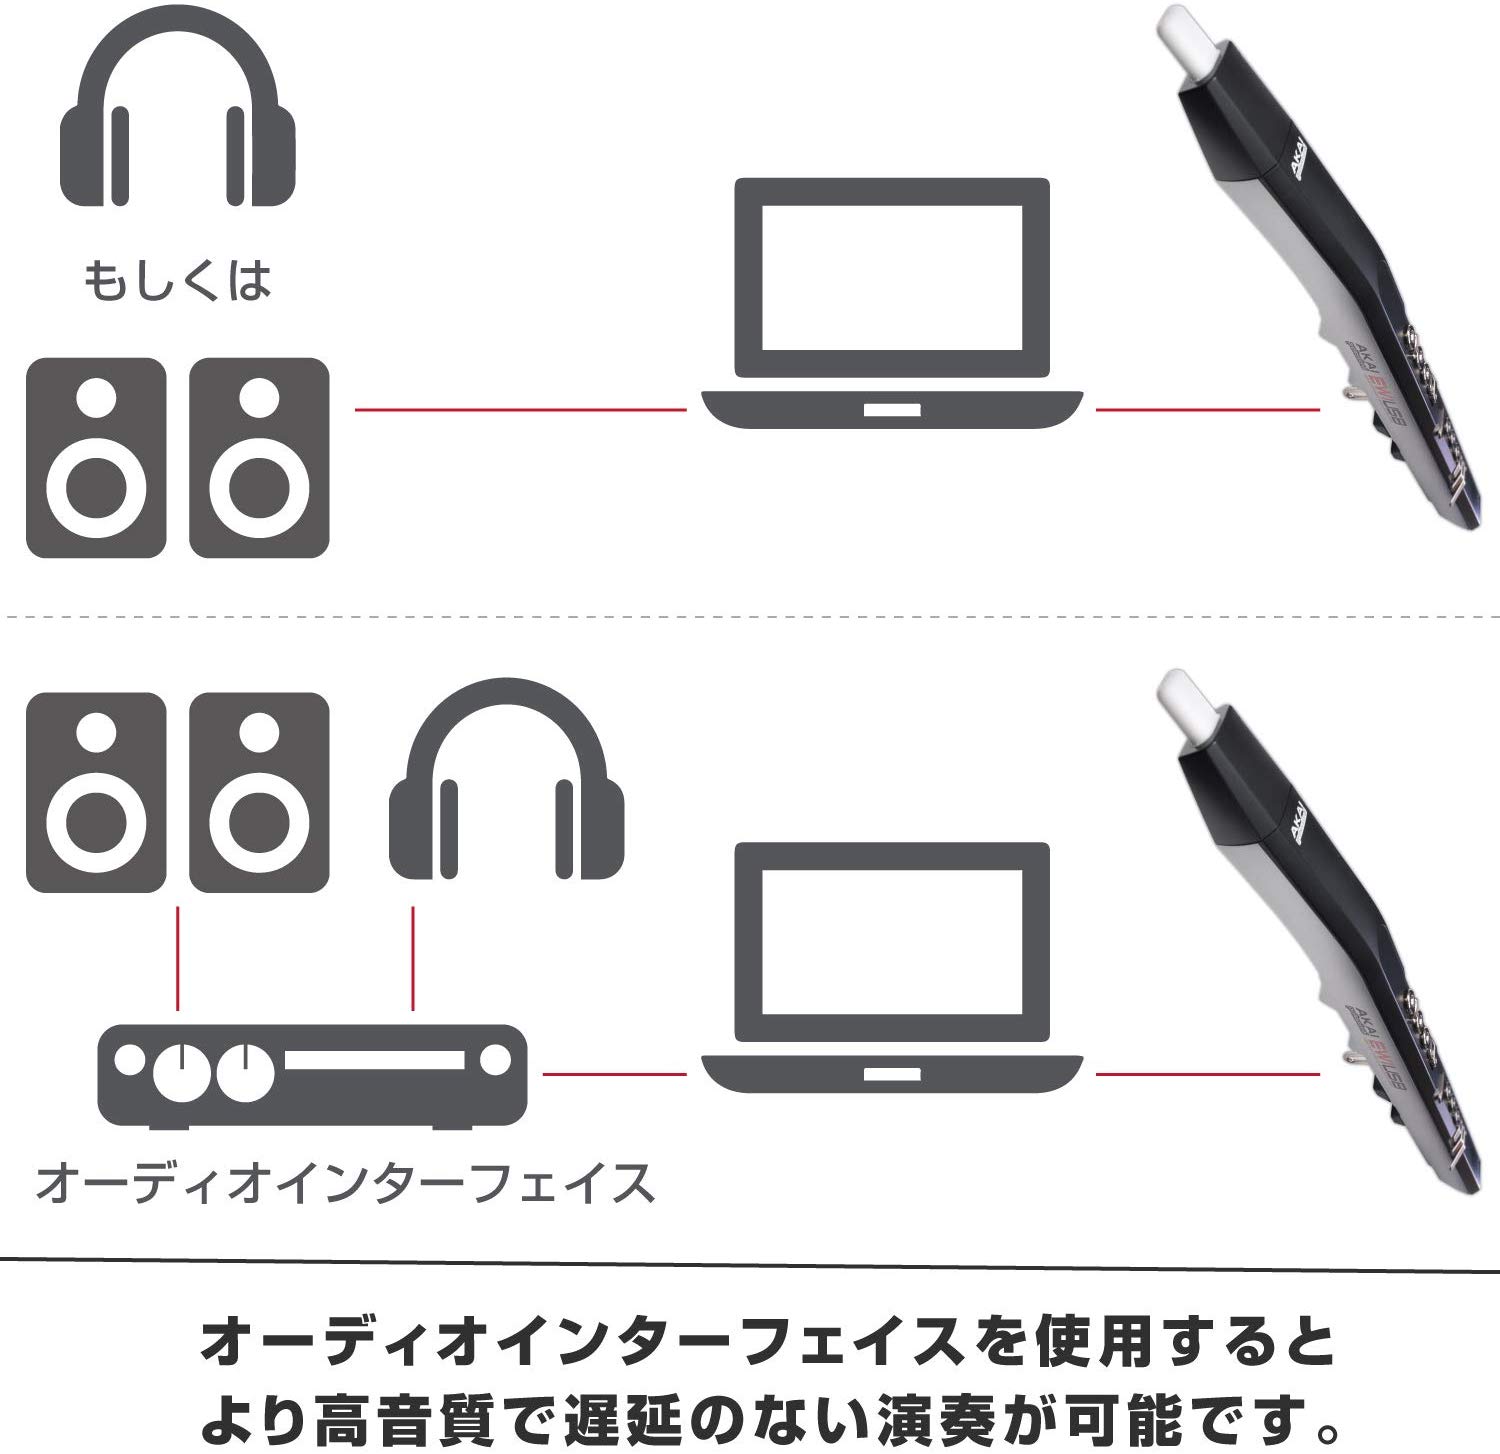 AKAI
もしくは
AKAI EWI USB
AKAI
AKAI EWI USB
オーディオインターフェイス
オーディオインターフェイスを使用すると
より高音質で遅延のない演奏が可能です。